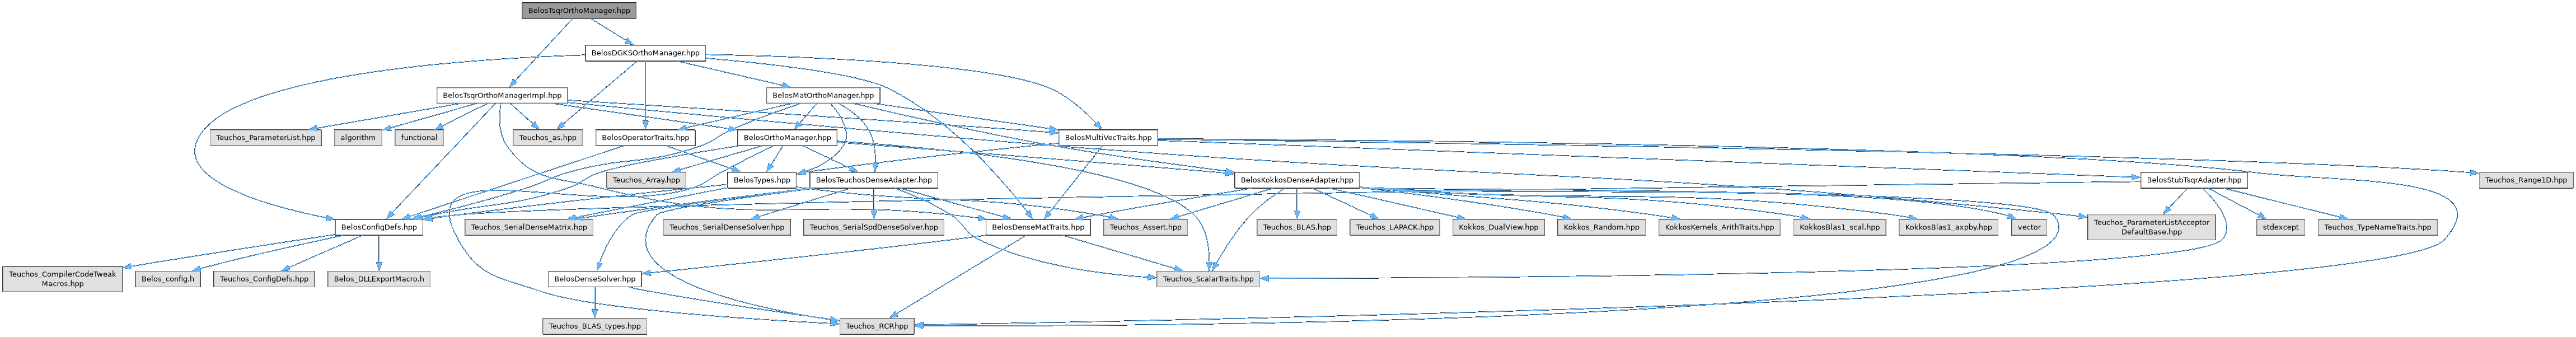 BelosTsqrOrthoManager.hpp
BelosDGKSOrthoManager.hpp
BelosTsqrOrthoManagerImpl.hpp
BelosMatOrthoManager.hpp
Teuchos_ParameterList.hpp
algorithm
functional
Teuchos_as.hpp
BelosOperatorTraits.hpp
BelosOrthoManager.hpp
BelosMultiVecTraits.hpp
Teuchos_Array.hpp
BelosTypes.hpp
BelosTeuchosDenseAdapter.hpp
BelosKokkosDenseAdapter.hpp
BelosStubTsqrAdapter.hpp
Teuchos_Range1D.hpp
BelosConfigDefs.hpp
Teuchos_SerialDenseMatrix.hpp
Teuchos_SerialDenseSolver.hpp
Teuchos_SerialSpdDenseSolver.hpp
BelosDenseMatTraits.hpp
Teuchos_Assert.hpp
Teuchos_BLAS.hpp
Teuchos_LAPACK.hpp
Kokkos_DualView.hpp
Kokkos_Random.hpp
KokkosKernels_ArithTraits.hpp
KokkosBlas1_scal.hpp
KokkosBlas1_axpby.hpp
vector
Teuchos_ParameterListAcceptor
DefaultBase.hpp
stdexcept
Teuchos_TypeNameTraits.hpp
Teuchos_CompilerCodeTweak
Macros.hpp
Belos_config.h
Teuchos_ConfigDefs.hpp
Belos_DLLExportMacro.h
BelosDenseSolver.hpp
Teuchos_ScalarTraits.hpp
Teuchos_BLAS_types.hpp
Teuchos_RCP.hpp